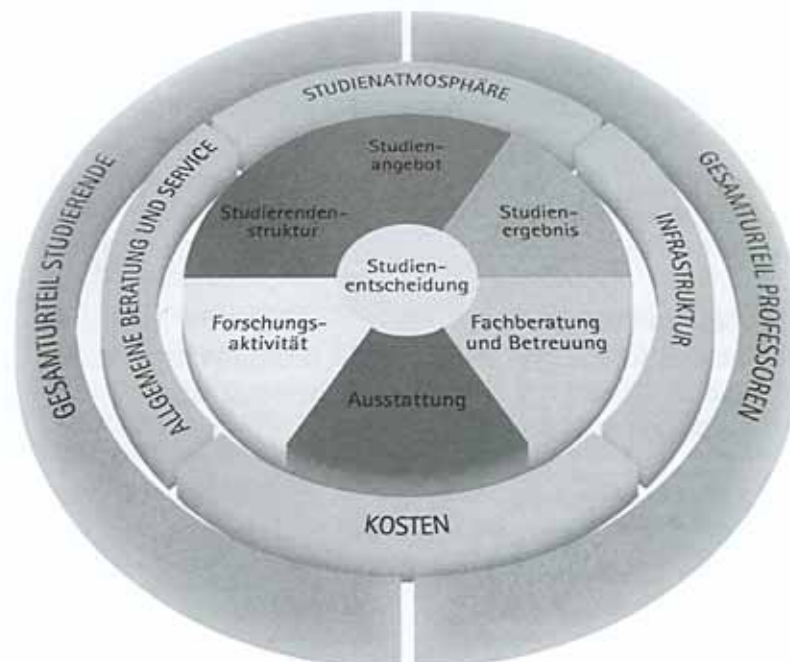 STUDIENATMOSPHÄRE
GESAMTURTEIL STUDIERENDE
ALLGEMEINE BERATUNG UND SERVICE
GESAMTURTEIL PROFESSOREN
INFRASTRUKTUR
Studien-
angebot
Studierenden-
struktur
Studien-
ergebnis
Studien-
entscheidung
Forschungs-
aktivität
Fachberatung
und Betreuung
Ausstattung
KOSTEN